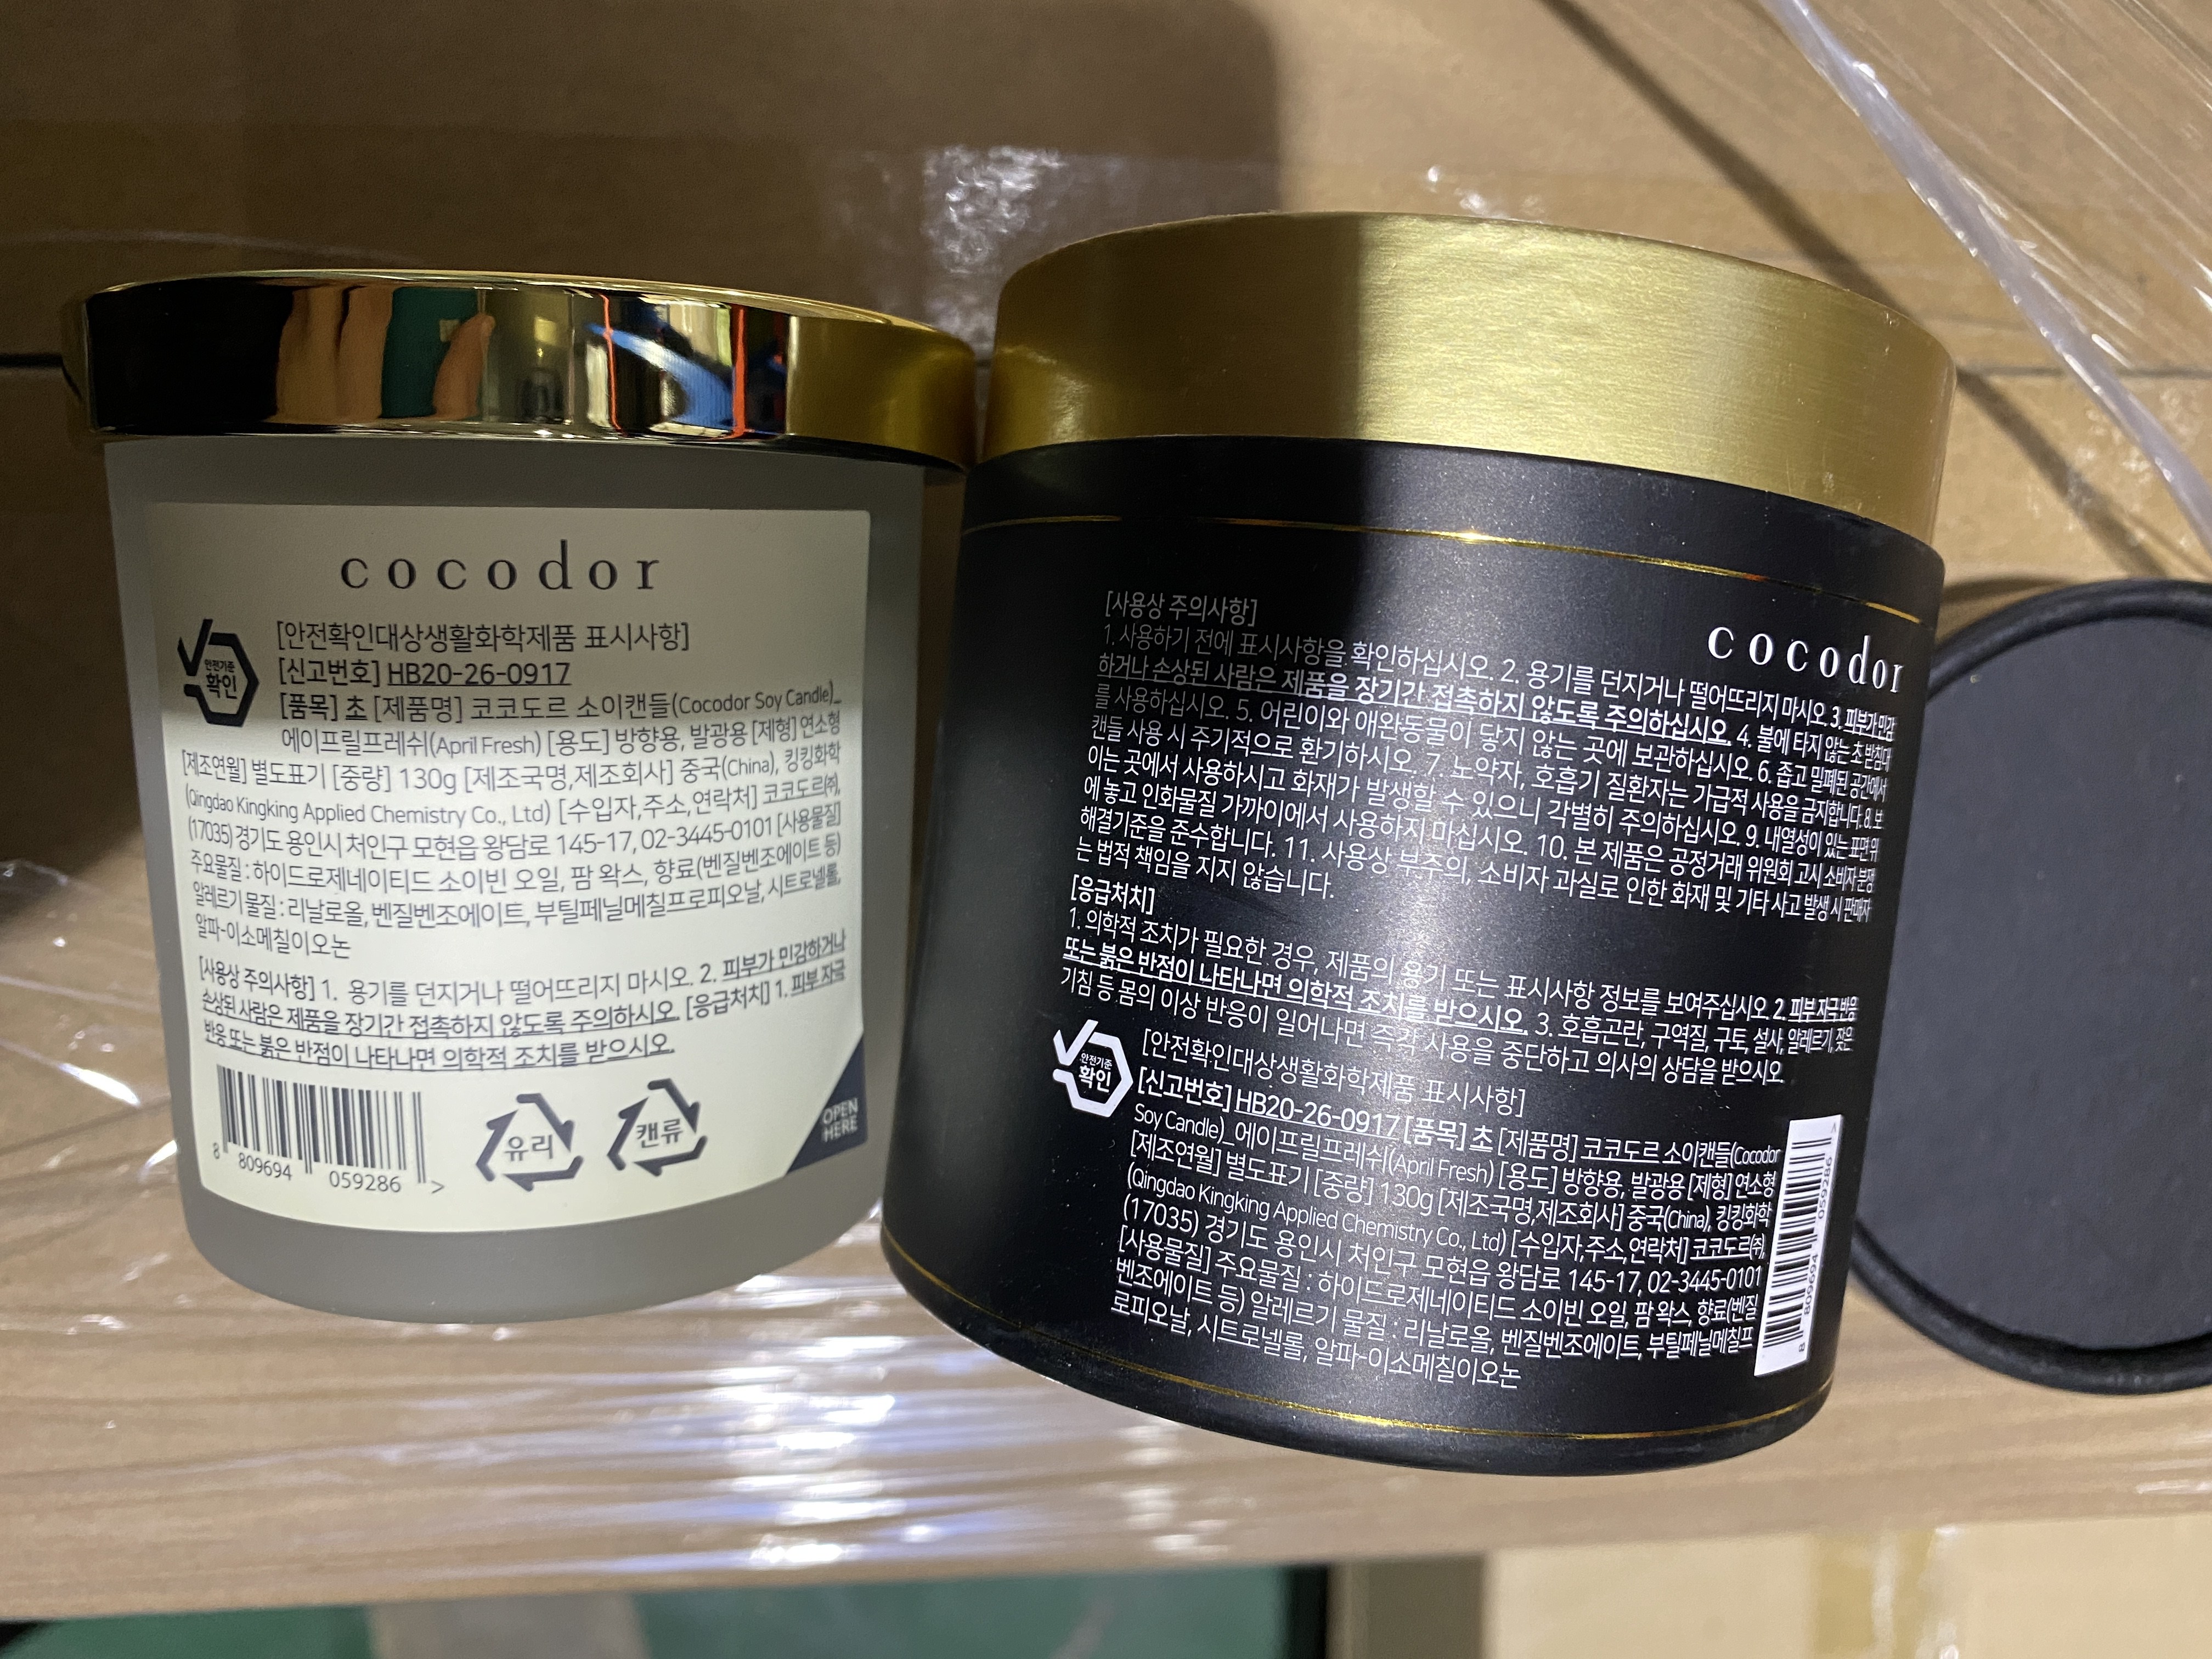 cocodor
안전기준
확인
[안전확인대상생활화학제품 표시사항]
[신고번호] HB20-26-0917
[품목] 초 [제품명] 코코도르 소이캔들(Cocodor Soy Candle)_
에이프릴프레쉬(April Fresh) [용도] 방향용, 발광용 [제형] 연소형
[제조연월] 별도표기 [중량] 130g [제조국명,제조회사] 중국(China), 킹킹화학
(Qingdao Kingking Applied Chemistry Co., Ltd) [수입자,주소,연락처] 코코도르㈜,
(17035) 경기도 용인시 처인구 모현읍 왕담로 145-17, 02-3445-0101 [사용물질]
주요물질 : 하이드로제네이티드 소이빈 오일, 팜 왁스, 향료(벤질벤조에이트 등)
알레르기 물질 : 리날로올, 벤질벤조에이트, 부틸페닐메칠프로피오날, 시트로넬롤,
알파-이소메칠이오논
[사용상 주의사항] 1. 용기를 던지거나 떨어뜨리지 마시오. 2. 피부가 민감하거나
손상된 사람은 제품을 장기간 접촉하지 않도록 주의하십시오. [응급처치] 1. 피부 자극
반응 또는 붉은 반점이 나타나면 의학적 조치를 받으시오.
8 809694 059286 >
유리
캔류
OPEN
HERE
cocodor
[사용상 주의사항]
1. 사용하기 전에 표시사항을 확인하십시오. 2. 용기를 던지거나 떨어뜨리지 마시오. 3. 피부가 민감
하거나 손상된 사람은 제품을 장기간 접촉하지 않도록 주의하십시오. 4. 불에 타지 않는 초 받침대
를 사용하십시오. 5. 어린이와 애완동물이 닿지 않는 곳에 보관하십시오. 6. 좁고 밀폐된 공간에서
캔들 사용 시 주기적으로 환기하시오. 7. 노약자, 호흡기 질환자는 가급적 사용을 금지합니다. 8. 보
이는 곳에서 사용하시고 화재가 발생할 수 있으니 각별히 주의하십시오. 9. 내열성이 있는 표면 위
에 놓고 인화물질 가까이에서 사용하지 마십시오. 10. 본 제품은 공정거래 위원회 고시 소비자 분쟁
해결기준을 준수합니다. 11. 사용상 부주의, 소비자 과실로 인한 화재 및 기타 사고 발생 시 판매자
는 법적 책임을 지지 않습니다.
[응급처치]
1. 의학적 조치가 필요한 경우, 제품의 용기 또는 표시사항 정보를 보여주십시오 2. 피부 자극 반응
또는 붉은 반점이 나타나면 의학적 조치를 받으시오. 3. 호흡곤란, 구역질, 구토, 설사, 알레르기, 잦은
기침 등 몸의 이상 반응이 일어나면 즉각 사용을 중단하고 의사의 상담을 받으시오.
안전기준
확인
[안전확인대상생활화학제품 표시사항]
[신고번호] HB20-26-0917 [품목] 초 [제품명] 코코도르 소이캔들(Cocodor
Soy Candle)_에이프릴프레쉬(April Fresh) [용도] 방향용, 발광용 [제형] 연소형
[제조연월] 별도표기 [중량] 130g [제조국명,제조회사] 중국(China), 킹킹화학
(Qingdao Kingking Applied Chemistry Co., Ltd) [수입자,주소,연락처] 코코도르㈜,
(17035) 경기도 용인시 처인구 모현읍 왕담로 145-17, 02-3445-0101
[사용물질] 주요물질 : 하이드로제네이티드 소이빈 오일, 팜 왁스, 향료(벤질
벤조에이트 등) 알레르기 물질 : 리날로올, 벤질벤조에이트, 부틸페닐메칠프
로피오날, 시트로넬롤, 알파-이소메칠이오논
8 809694 059286 >